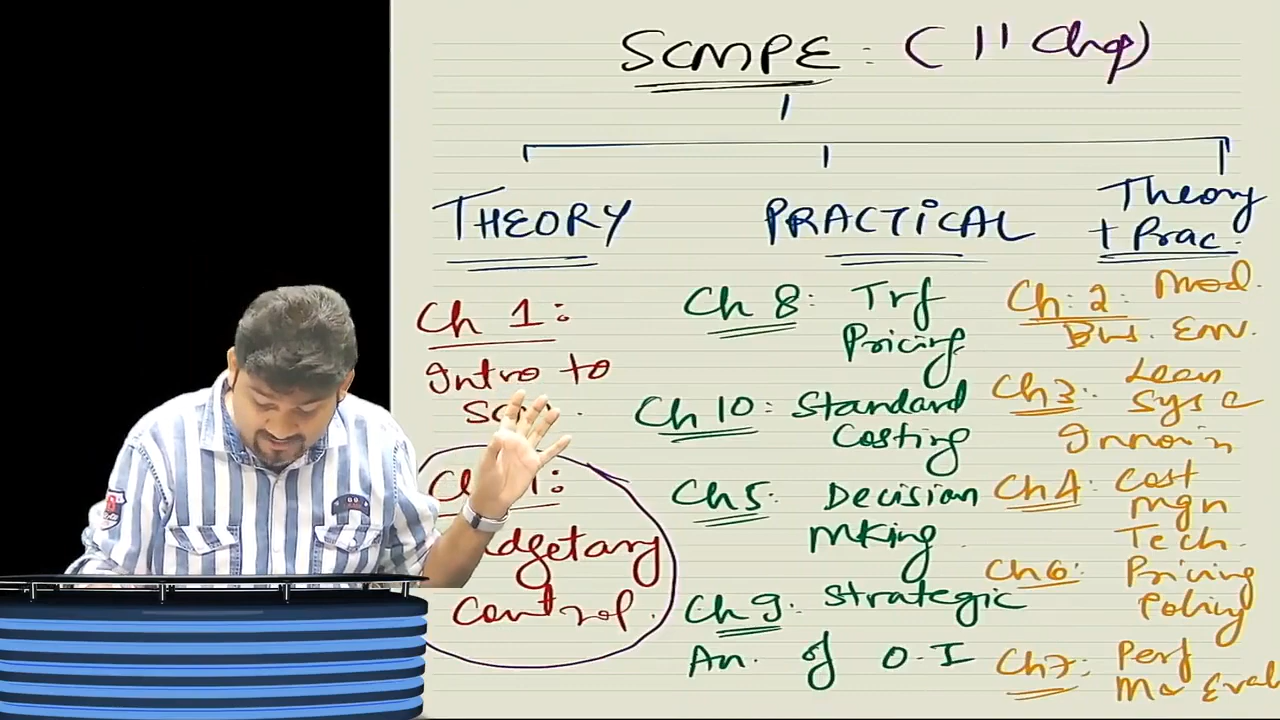 SCMPE : (11 Chap)
THEORY
Ch 1:
Intro to
Budgetary
Control.
PRACTICAL
Ch 8: Trf
Pricing
Ch 10: Standard
Costing
Ch 5: Decision
Mking
Ch 9: Strategic
An. of O.I
Theory
+ Prac.
Ch: 2: Mod.
Bus. Env.
Ch 3: Lean
Sys &
Innov'n
Ch 4: Cost
Mgn
Tech.
Ch 6: Pricing
Policy
Ch 7: Perf
Eval